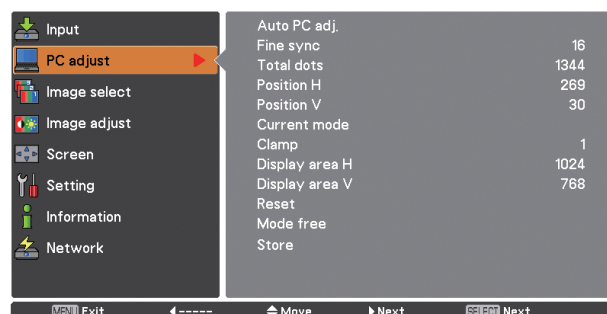 Input
PC adjust
Image select
Image adjust
Screen
Setting
Information
Network
Auto PC adj.
Fine sync 16
Total dots 1344
Position H 269
Position V 30
Current mode
Clamp 1
Display area H 1024
Display area V 768
Reset
Mode free
Store
MENU Exit ----- Move Next SELECT Next